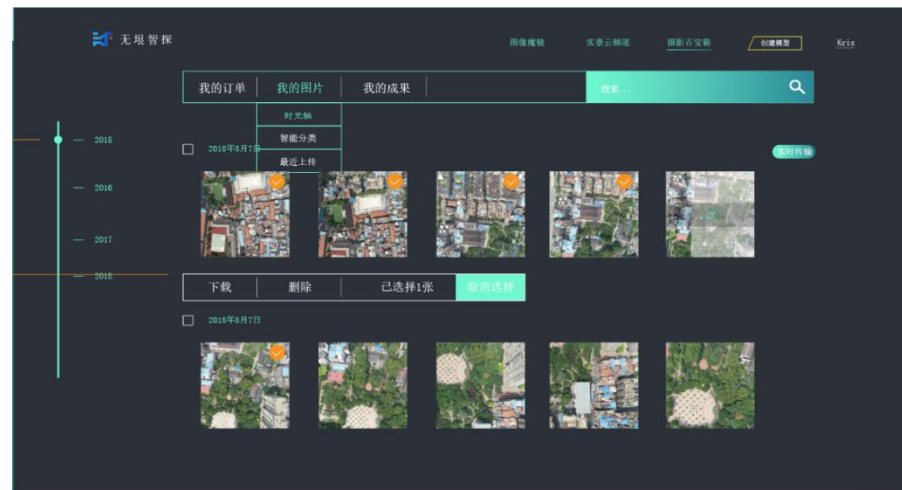 无垠智探
图像魔镜 实景云频道 摄影百宝箱 创建模型 Kris
我的订单 我的图片 我的成果 搜索...
时光轴
智能分类
最近上传
2015
2016
2017
2018
2018年8月7日
实时传输
下载 删除 已选择1张 取消选择
2018年8月7日